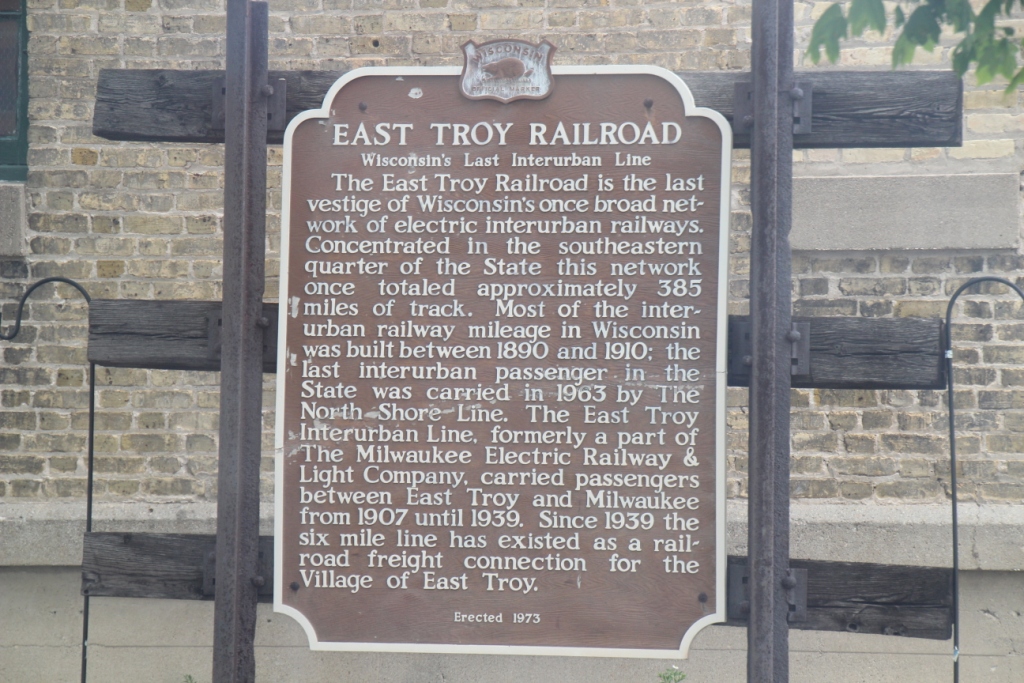 WISCONSIN
OFFICIAL MARKER
EAST TROY RAILROAD
Wisconsin's Last Interurban Line
The East Troy Railroad is the last
vestige of Wisconsin's once broad net-
work of electric interurban railways.
Concentrated in the southeastern
quarter of the State this network
once totaled approximately 385
miles of track. Most of the inter-
urban railway mileage in Wisconsin
was built between 1890 and 1910; the
last interurban passenger in the
State was carried in 1963 by The
North Shore Line. The East Troy
Interurban Line, formerly a part of
The Milwaukee Electric Railway &
Light Company, carried passengers
between East Troy and Milwaukee
from 1907 until 1939. Since 1939 the
six mile line has existed as a rail-
road freight connection for the
Village of East Troy.
Erected 1973